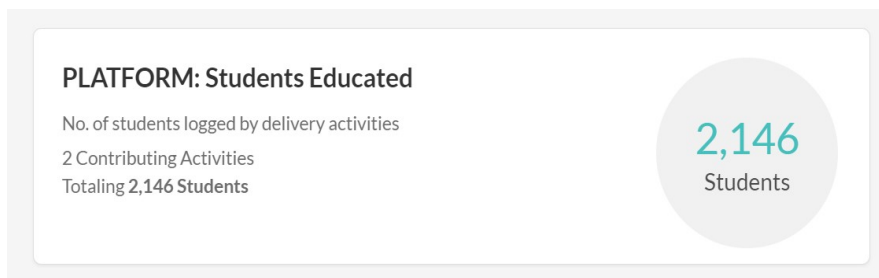 PLATFORM: Students Educated
No. of students logged by delivery activities
2 Contributing Activities
Totaling 2,146 Students
2,146
Students